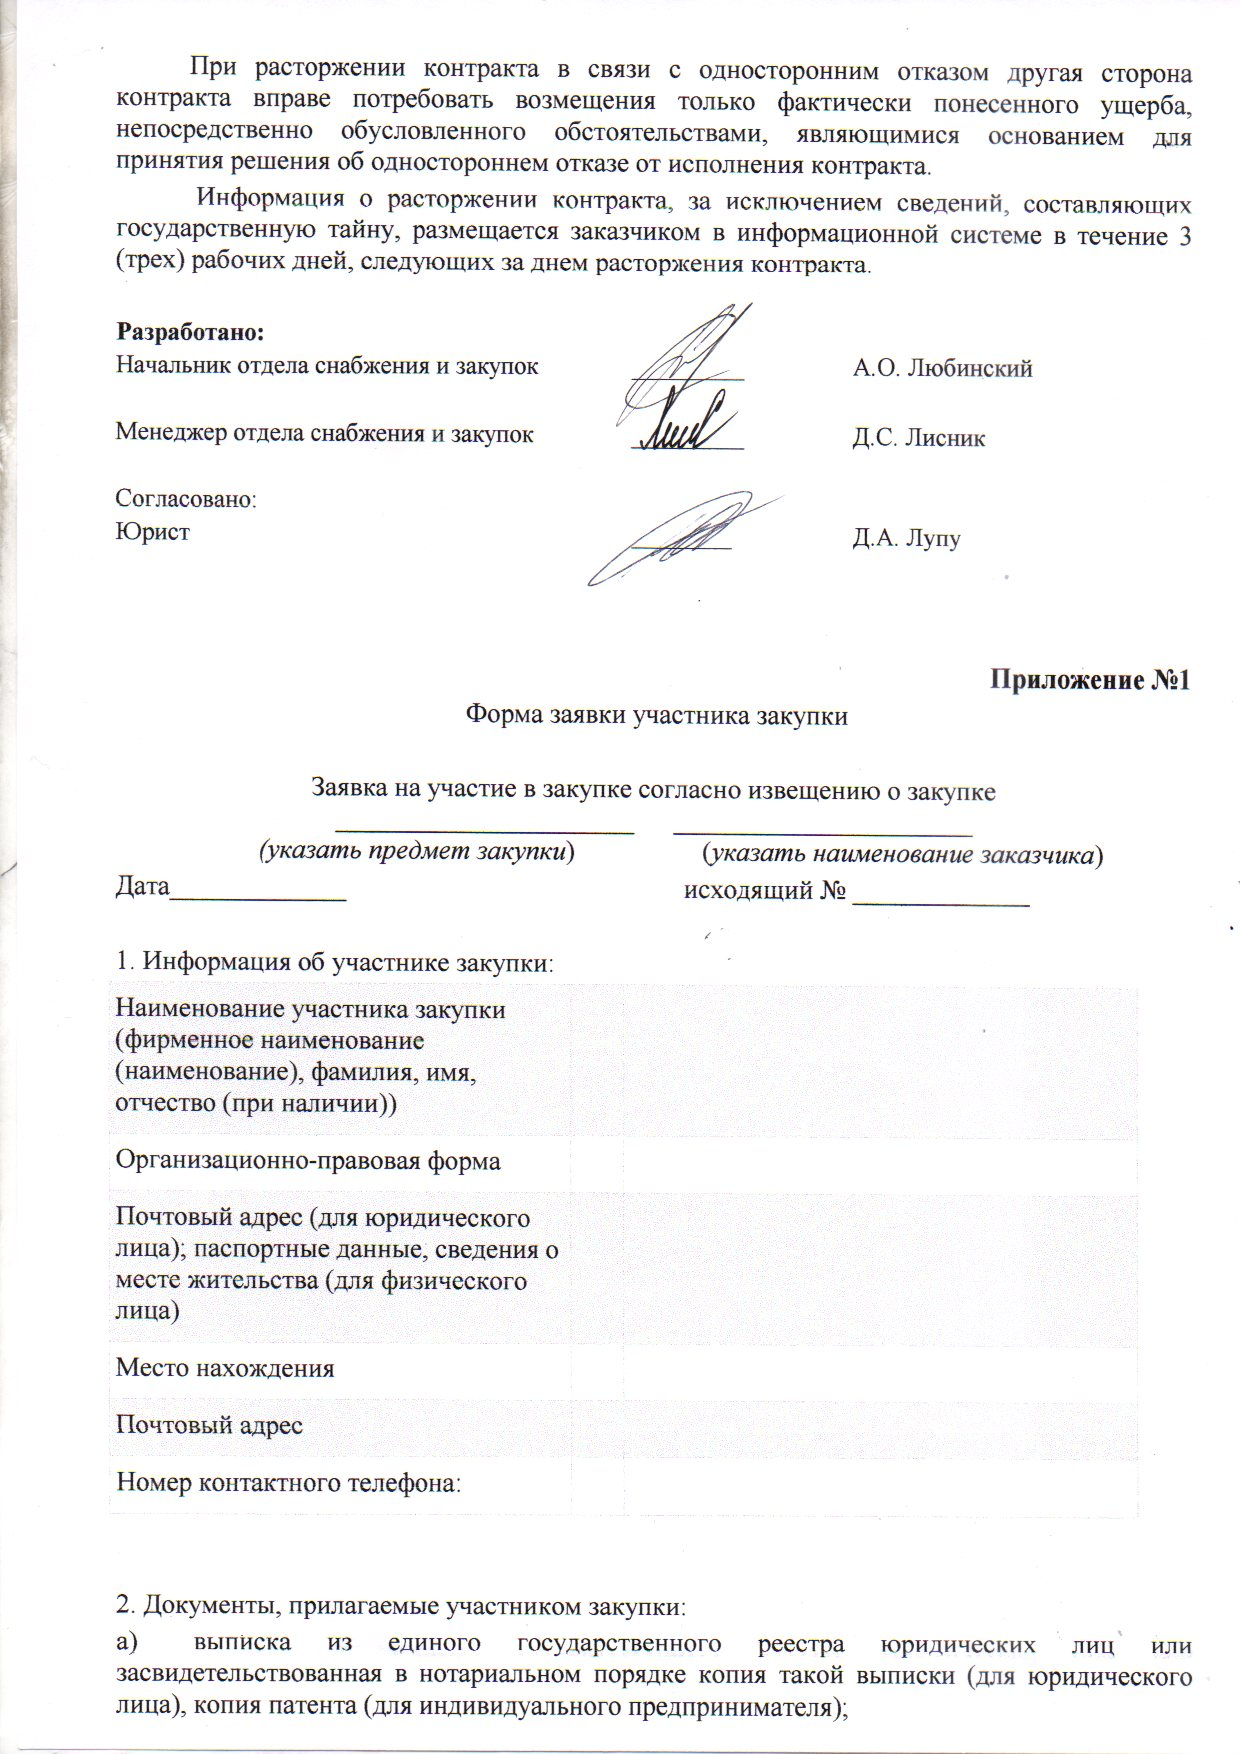 При расторжении контракта в связи с односторонним отказом другая сторона
контракта вправе потребовать возмещения только фактически понесенного ущерба,
непосредственно обусловленного обстоятельствами, являющимися основанием для
принятия решения об одностороннем отказе от исполнения контракта.
Информация о расторжении контракта, за исключением сведений, составляющих
государственную тайну, размещается заказчиком в информационной системе в течение 3
(трех) рабочих дней, следующих за днем расторжения контракта.
Разработано:
Начальник отдела снабжения и закупок ________ А.О. Любинский
Менеджер отдела снабжения и закупок ________ Д.С. Лисник
Согласовано:
Юрист ________ Д.А. Лупу
Приложение №1
Форма заявки участника закупки
Заявка на участие в закупке согласно извещению о закупке
______________________ ______________________
(указать предмет закупки) (указать наименование заказчика)
Дата_____________ исходящий № _____________
1. Информация об участнике закупки:
Наименование участника закупки
(фирменное наименование
(наименование), фамилия, имя,
отчество (при наличии))
Организационно-правовая форма
Почтовый адрес (для юридического
лица); паспортные данные, сведения о
месте жительства (для физического
лица)
Место нахождения
Почтовый адрес
Номер контактного телефона:
2. Документы, прилагаемые участником закупки:
а) выписка из единого государственного реестра юридических лиц или
засвидетельствованная в нотариальном порядке копия такой выписки (для юридического
лица), копия патента (для индивидуального предпринимателя);